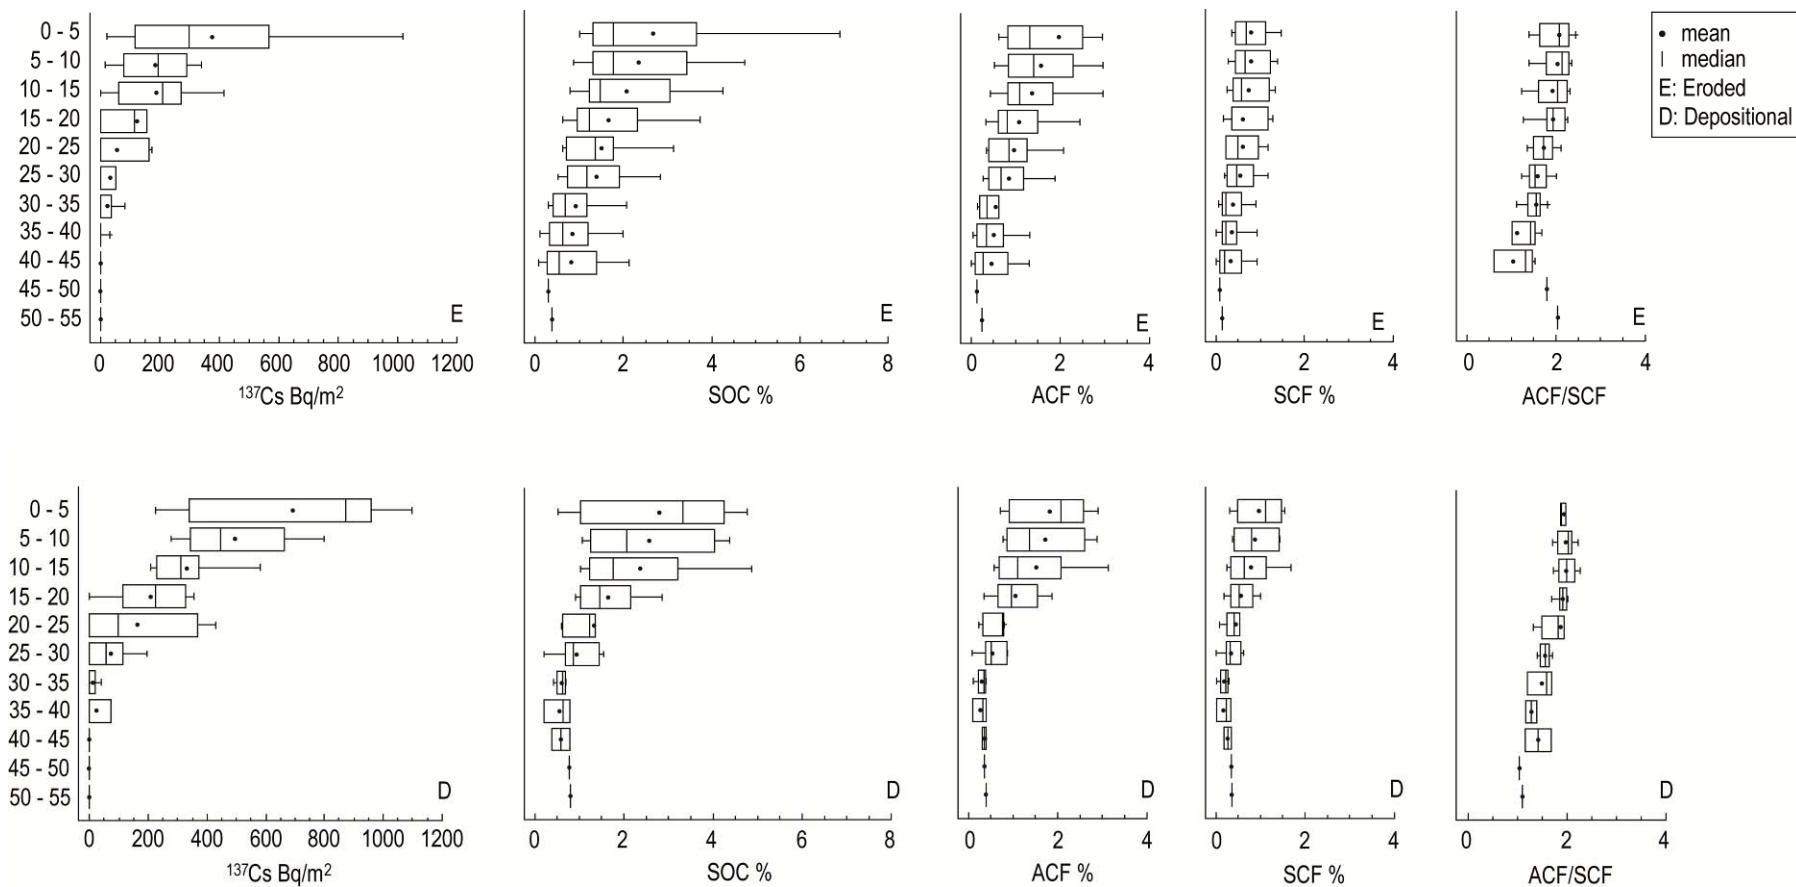 0 - 5
5 - 10
10 - 15
15 - 20
20 - 25
25 - 30
30 - 35
35 - 40
40 - 45
45 - 50
50 - 55
E
E
E
E
E
0 200 400 600 800 1000 1200
0 2 4 6 8
0 2 4
0 2 4
0 2 4
¹³⁷Cs Bq/m²
SOC %
ACF %
SCF %
ACF/SCF
mean
median
E: Eroded
D: Depositional
0 - 5
5 - 10
10 - 15
15 - 20
20 - 25
25 - 30
30 - 35
35 - 40
40 - 45
45 - 50
50 - 55
D
D
D
D
D
0 200 400 600 800 1000 1200
0 2 4 6 8
0 2 4
0 2 4
0 2 4
¹³⁷Cs Bq/m²
SOC %
ACF %
SCF %
ACF/SCF